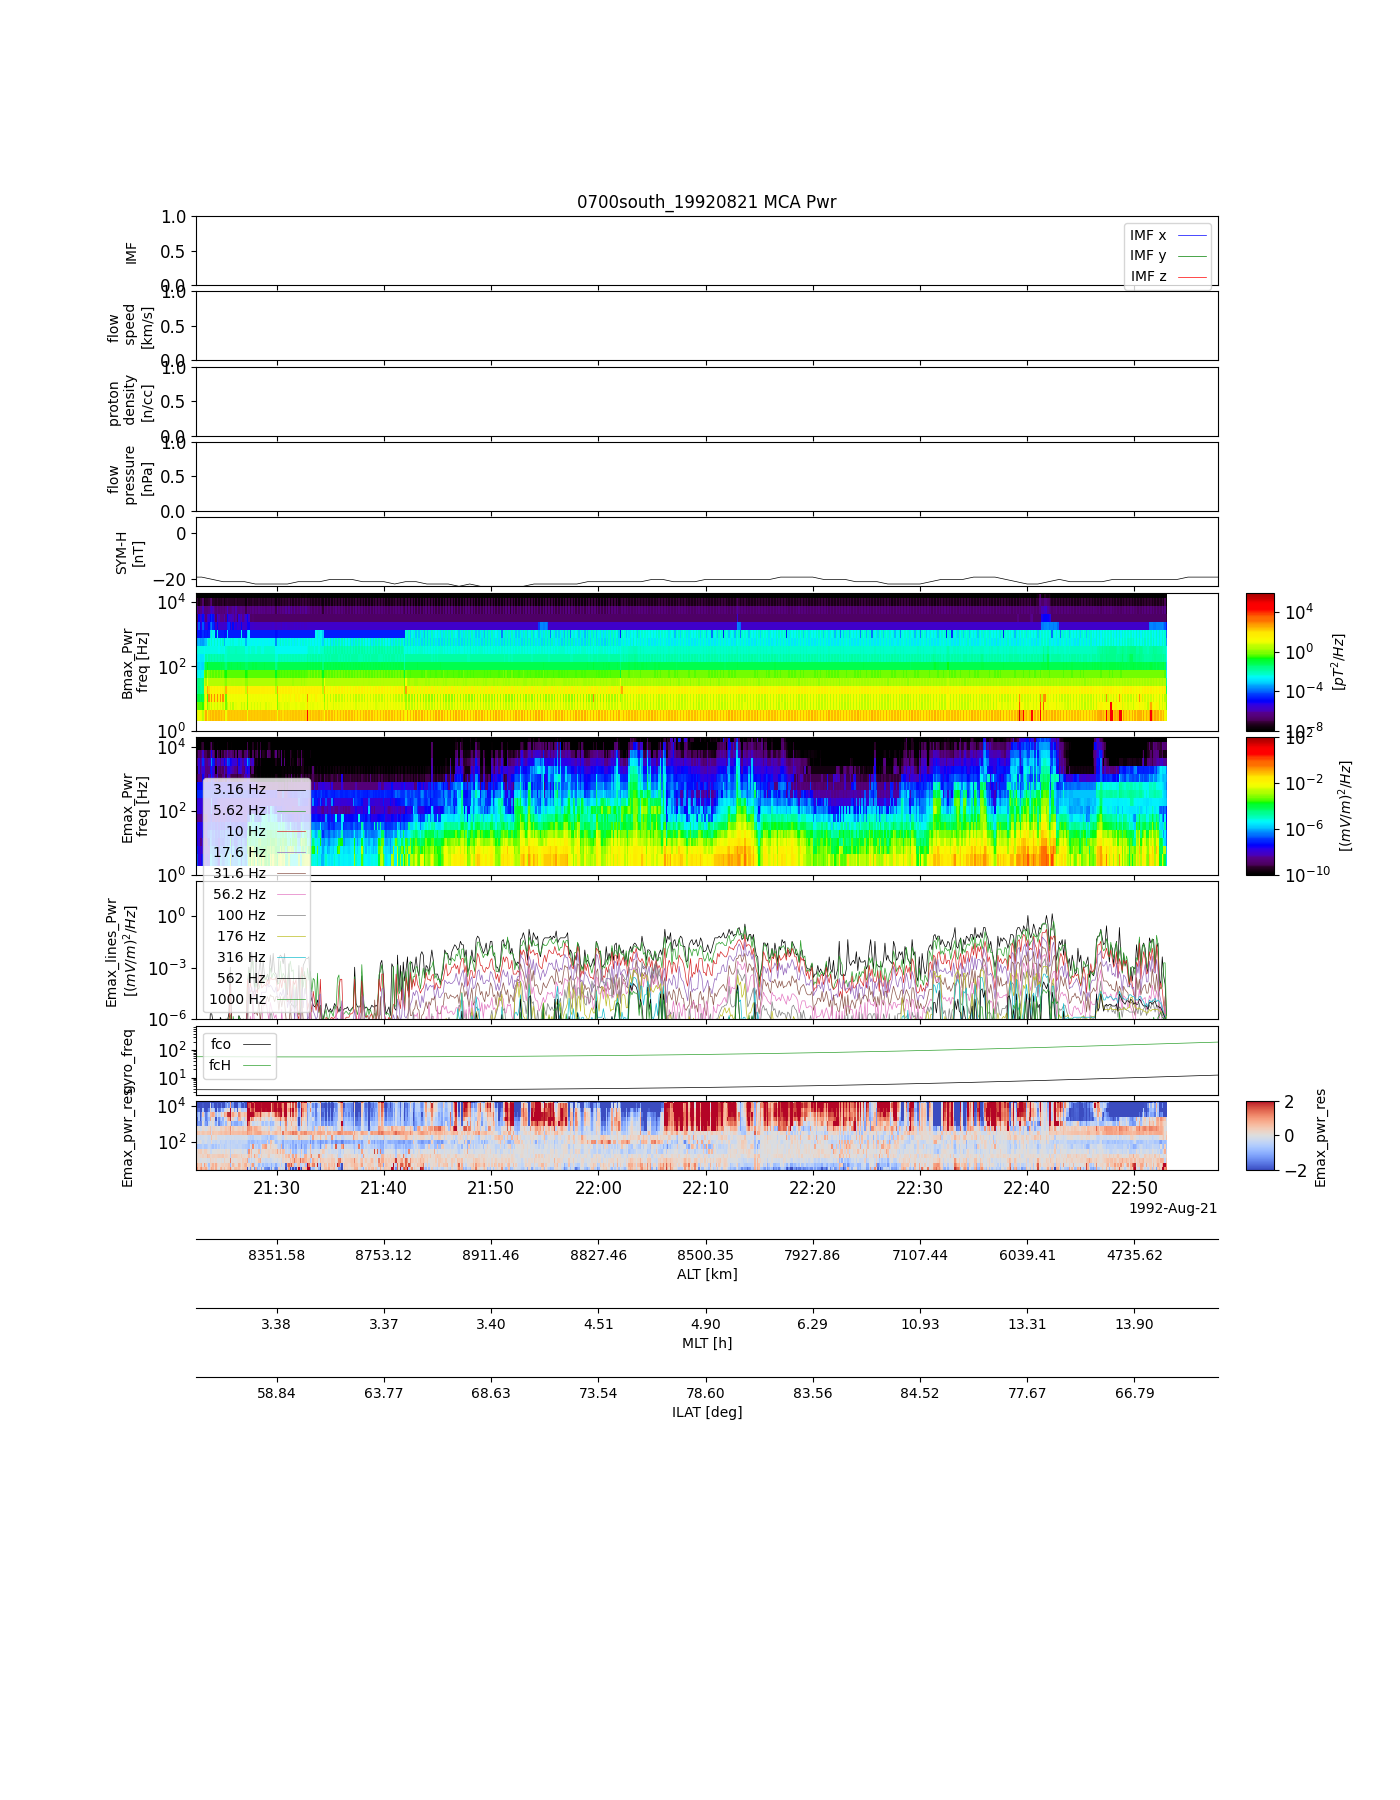 0700south_19920821 MCA Pwr
IMF
1.0
0.5
0.0
IMF x
IMF y
IMF z
flow
speed
[km/s]
1.0
0.5
0.0
proton
density
[n/cc]
1.0
0.5
0.0
flow
pressure
[nPa]
1.0
0.5
0.0
SYM-H
[nT]
0
−20
Bmax_Pwr
freq [Hz]
10^4
10^2
10^0
10^4
10^0
10^-4
10^-8
[pT^2/Hz]
Emax_Pwr
freq [Hz]
10^4
10^2
10^0
10^2
10^-2
10^-6
10^-10
[(mV/m)^2/Hz]
3.16 Hz
5.62 Hz
10 Hz
17.6 Hz
31.6 Hz
56.2 Hz
100 Hz
176 Hz
316 Hz
562 Hz
1000 Hz
Emax_lines_Pwr
[(mV/m)^2/Hz]
10^0
10^-3
10^-6
gyro_freq
10^2
10^1
fco
fcH
Emax_pwr_res
10^4
10^2
2
0
−2
Emax_pwr_res
21:30 21:40 21:50 22:00 22:10 22:20 22:30 22:40 22:50
1992-Aug-21
8351.58 8753.12 8911.46 8827.46 8500.35 7927.86 7107.44 6039.41 4735.62
ALT [km]
3.38 3.37 3.40 4.51 4.90 6.29 10.93 13.31 13.90
MLT [h]
58.84 63.77 68.63 73.54 78.60 83.56 84.52 77.67 66.79
ILAT [deg]